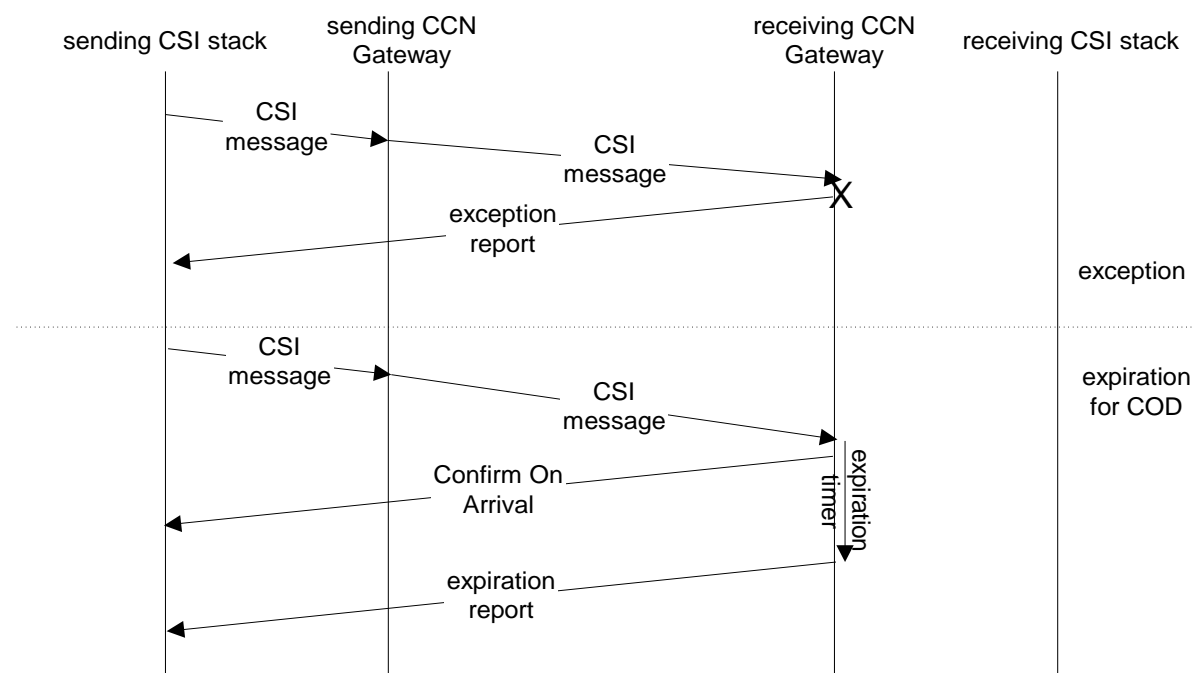 sending CSI stack
sending CCN
Gateway
receiving CCN
Gateway
receiving CSI stack
CSI
message
CSI
message
X
exception
report
exception
CSI
message
expiration
for COD
CSI
message
expiration
timer
Confirm On
Arrival
expiration
report